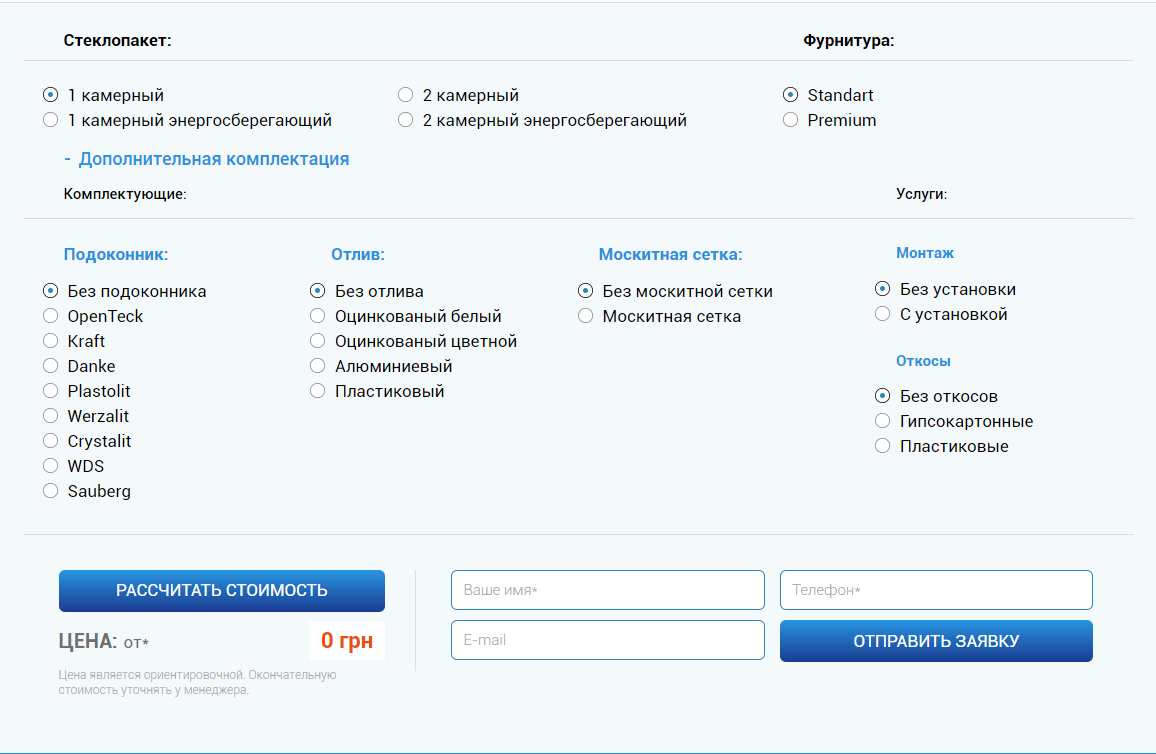 Стеклопакет:
Фурнитура:
1 камерный
2 камерный
Standart
1 камерный энергосберегающий
2 камерный энергосберегающий
Premium
- Дополнительная комплектация
Комплектующие:
Услуги:
Подоконник:
Без подоконника
OpenTeck
Kraft
Danke
Plastolit
Werzalit
Crystalit
WDS
Sauberg
Отлив:
Без отлива
Оцинкованый белый
Оцинкованый цветной
Алюминиевый
Пластиковый
Москитная сетка:
Без москитной сетки
Москитная сетка
Монтаж
Без установки
С установкой
Откосы
Без откосов
Гипсокартонные
Пластиковые
РАССЧИТАТЬ СТОИМОСТЬ
ЦЕНА: от*
0 грн
Цена является ориентировочной. Окончательную
стоимость уточнять у менеджера.
Ваше имя*
Телефон*
E-mail
ОТПРАВИТЬ ЗАЯВКУ